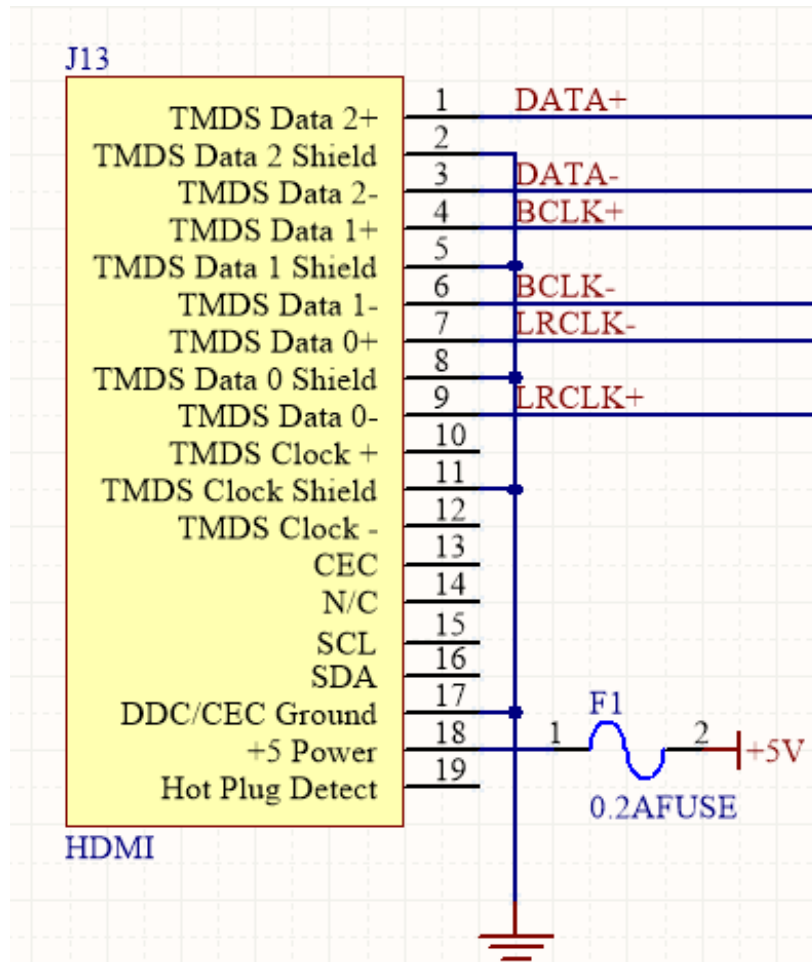 J13
TMDS Data 2+ 1 DATA+
TMDS Data 2 Shield 2
TMDS Data 2- 3 DATA-
TMDS Data 1+ 4 BCLK+
TMDS Data 1 Shield 5
TMDS Data 1- 6 BCLK-
TMDS Data 0+ 7 LRCLK-
TMDS Data 0 Shield 8
TMDS Data 0- 9 LRCLK+
TMDS Clock + 10
TMDS Clock Shield 11
TMDS Clock - 12
CEC 13
N/C 14
SCL 15
SDA 16
DDC/CEC Ground 17
F1
+5 Power 18 1 2 +5V
Hot Plug Detect 19
0.2AFUSE
HDMI